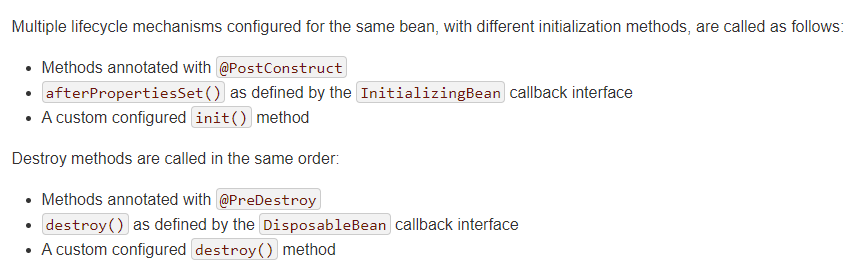 Multiple lifecycle mechanisms configured for the same bean, with different initialization methods, are called as follows:
• Methods annotated with @PostConstruct
• afterPropertiesSet() as defined by the InitializingBean callback interface
• A custom configured init() method
Destroy methods are called in the same order:
• Methods annotated with @PreDestroy
• destroy() as defined by the DisposableBean callback interface
• A custom configured destroy() method